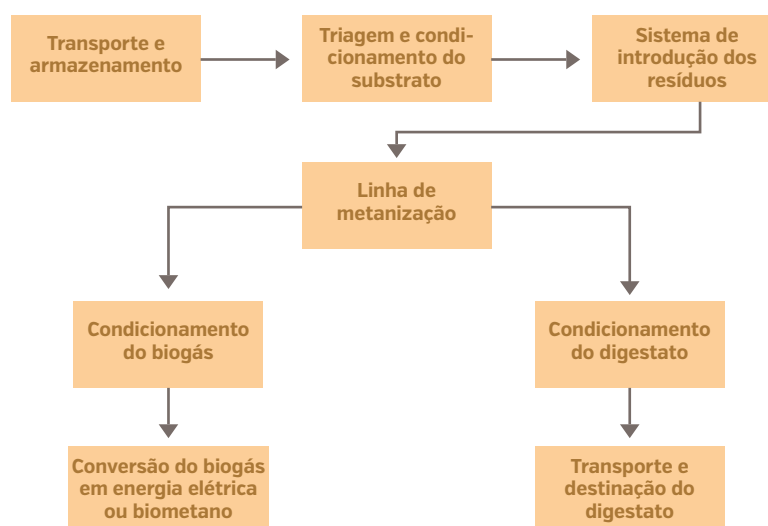 Transporte e
armazenamento
Triagem e condi-
cionamento do
substrato
Sistema de
introdução dos
resíduos
Linha de
metanização
Condicionamento
do biogás
Condicionamento
do digestato
Conversão do biogás
em energia elétrica
ou biometano
Transporte e
destinação do
digestato